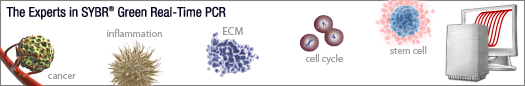 The Experts in SYBR® Green Real-Time PCR
inflammation
ECM
cancer
cell cycle
stem cell